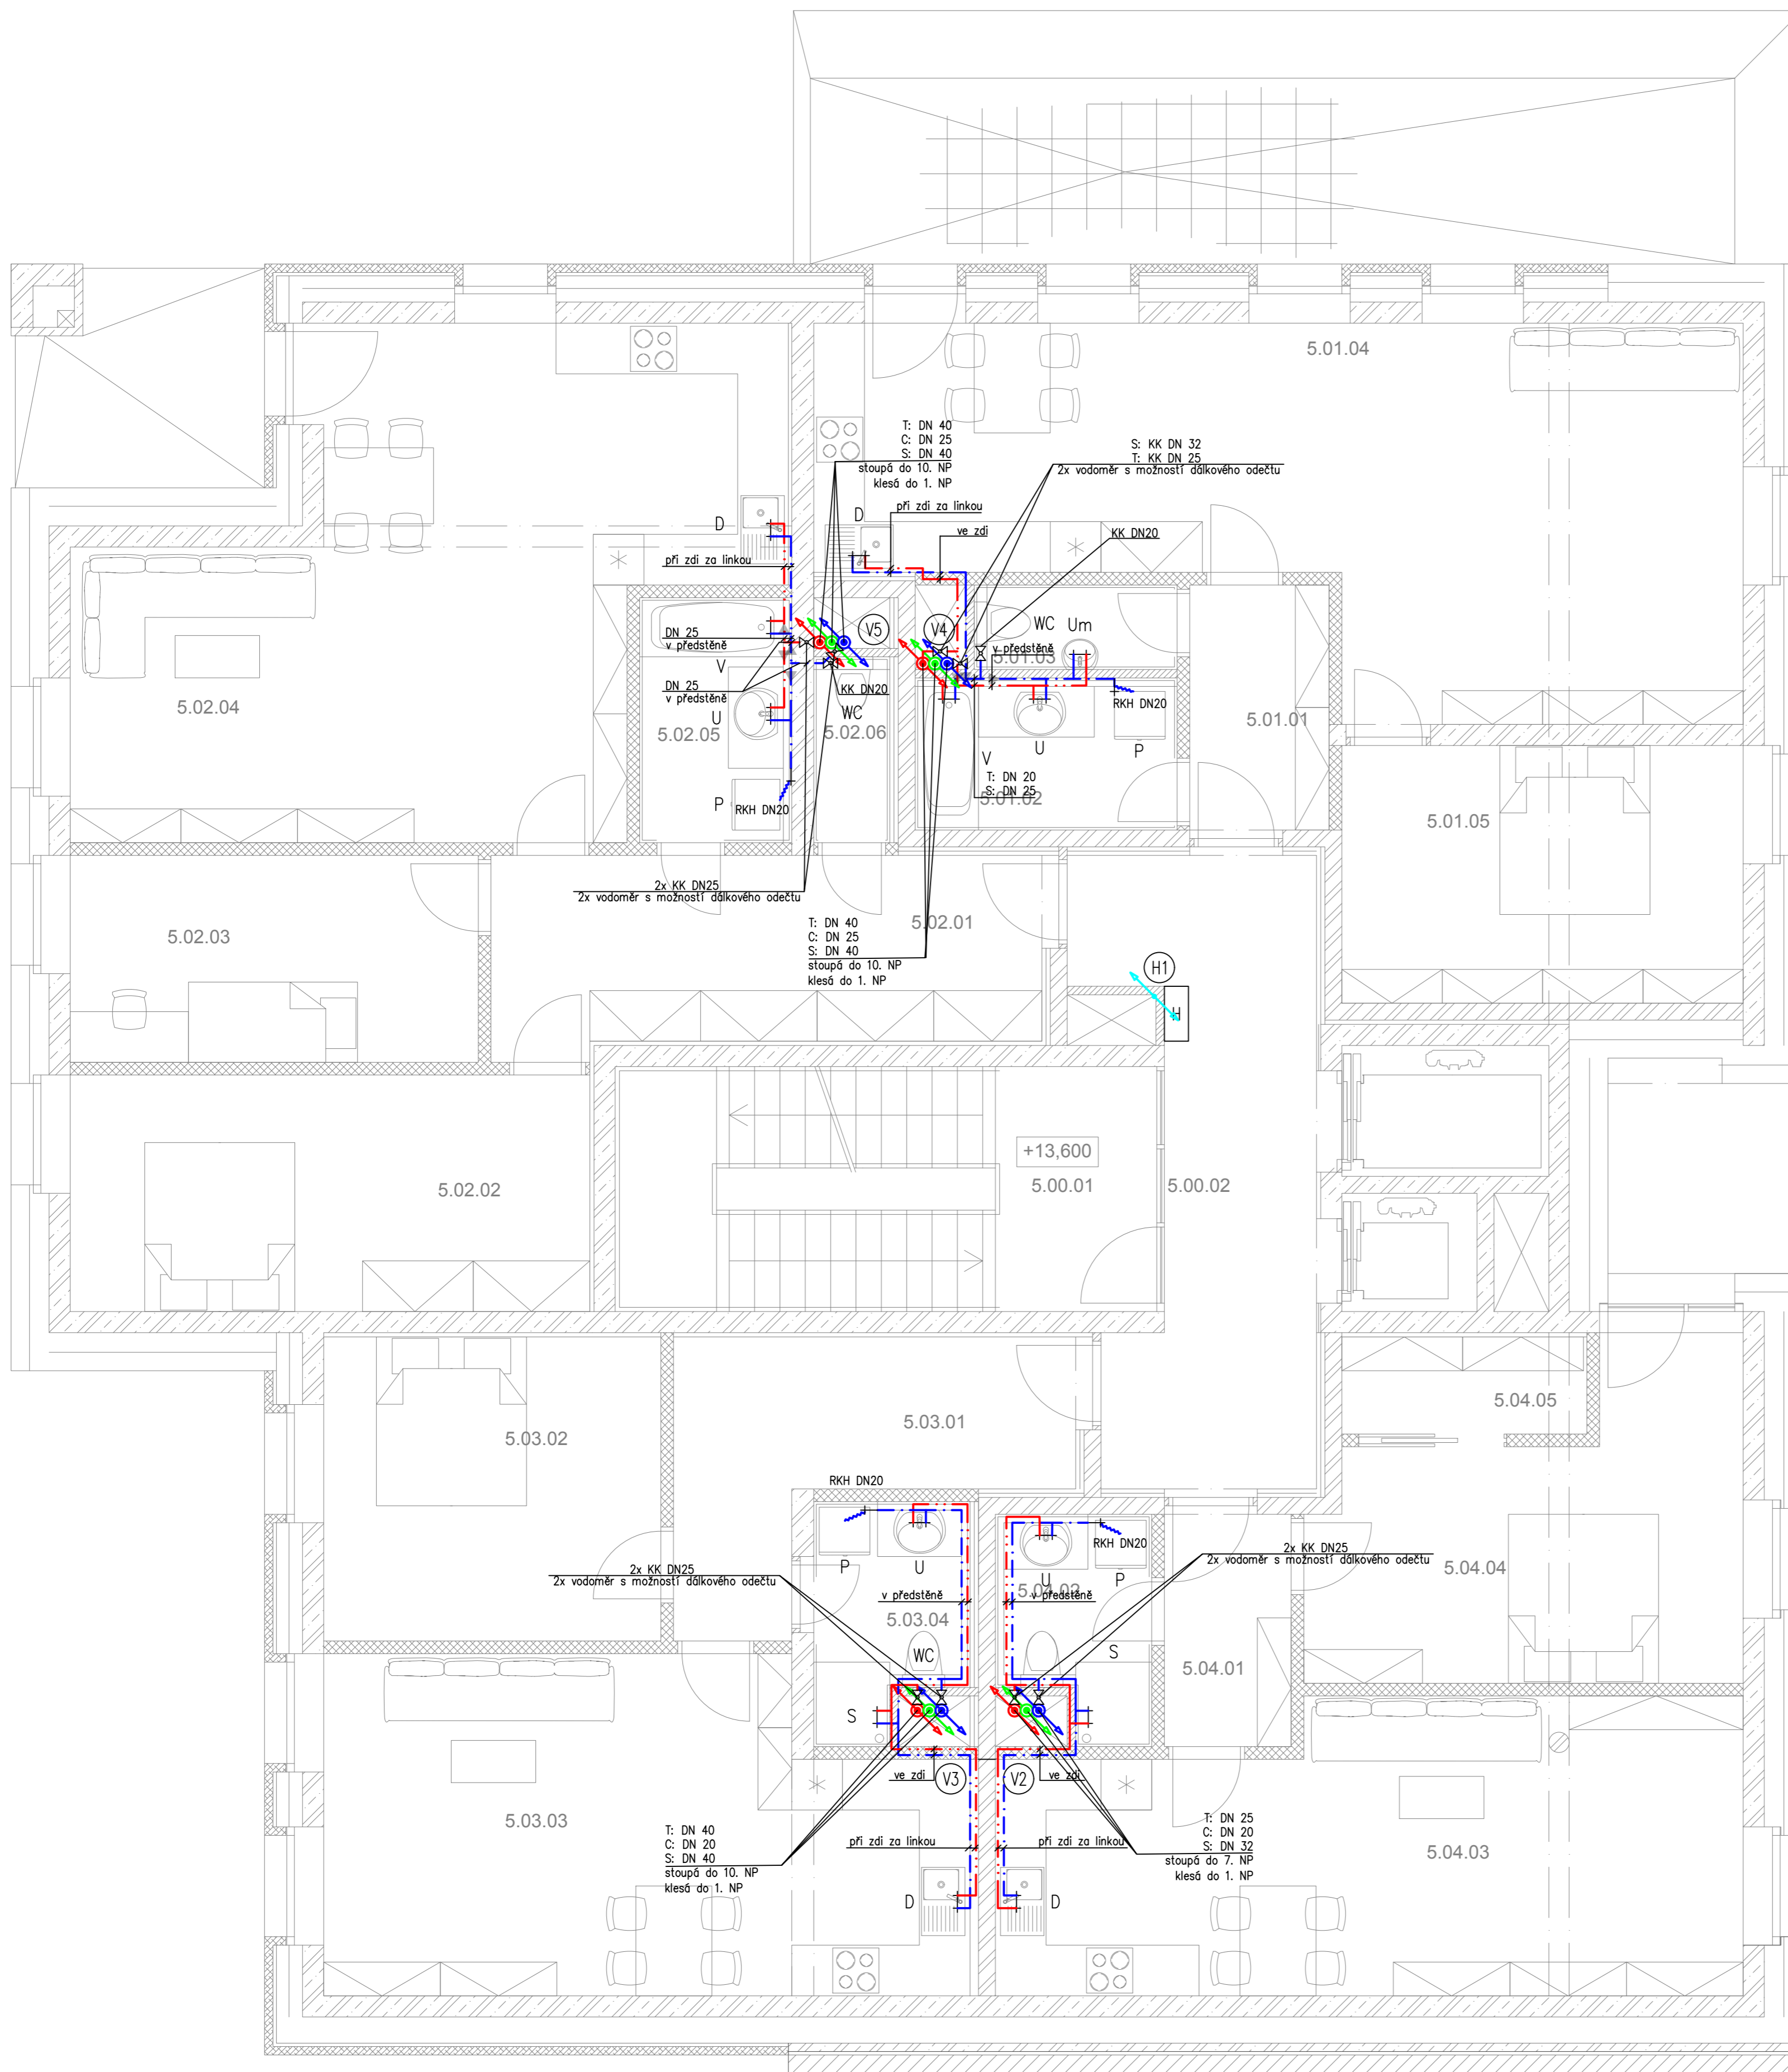 5.01.04
T: DN 40
C: DN 25
S: DN 40
stoupá do 10. NP
klesá do 1. NP
S: KK DN 32
T: KK DN 25
2x vodoměr s možností dálkového odečtu
při zdi za linkou
D
D
ve zdi
KK DN20
při zdi za linkou
V5
V4
WC
Um
DN 25
v předstěně
v předstěně
5.01.03
V
DN 25
v předstěně
KK DN20
RKH DN20
5.02.04
U
WC
5.01.01
5.02.05
5.02.06
U
P
V
T: DN 20
S: DN 25
5.01.02
P
RKH DN20
5.01.05
2x KK DN25
2x vodoměr s možností dálkového odečtu
5.02.03
T: DN 40
C: DN 25
S: DN 40
stoupá do 10. NP
klesá do 1. NP
5.02.01
H1
H
+13,600
5.00.01
5.00.02
5.02.02
5.04.05
5.03.01
5.03.02
RKH DN20
RKH DN20
2x KK DN25
2x vodoměr s možností dálkového odečtu
2x KK DN25
2x vodoměr s možností dálkového odečtu
P
U
U
P
5.04.02
5.04.04
v předstěně
v předstěně
5.03.04
WC
S
5.04.01
S
ve zdi
V3
V2
ve zdi
5.03.03
T: DN 40
C: DN 20
S: DN 40
stoupá do 10. NP
klesá do 1. NP
při zdi za linkou
při zdi za linkou
T: DN 25
C: DN 20
S: DN 32
stoupá do 7. NP
klesá do 1. NP
5.04.03
D
D